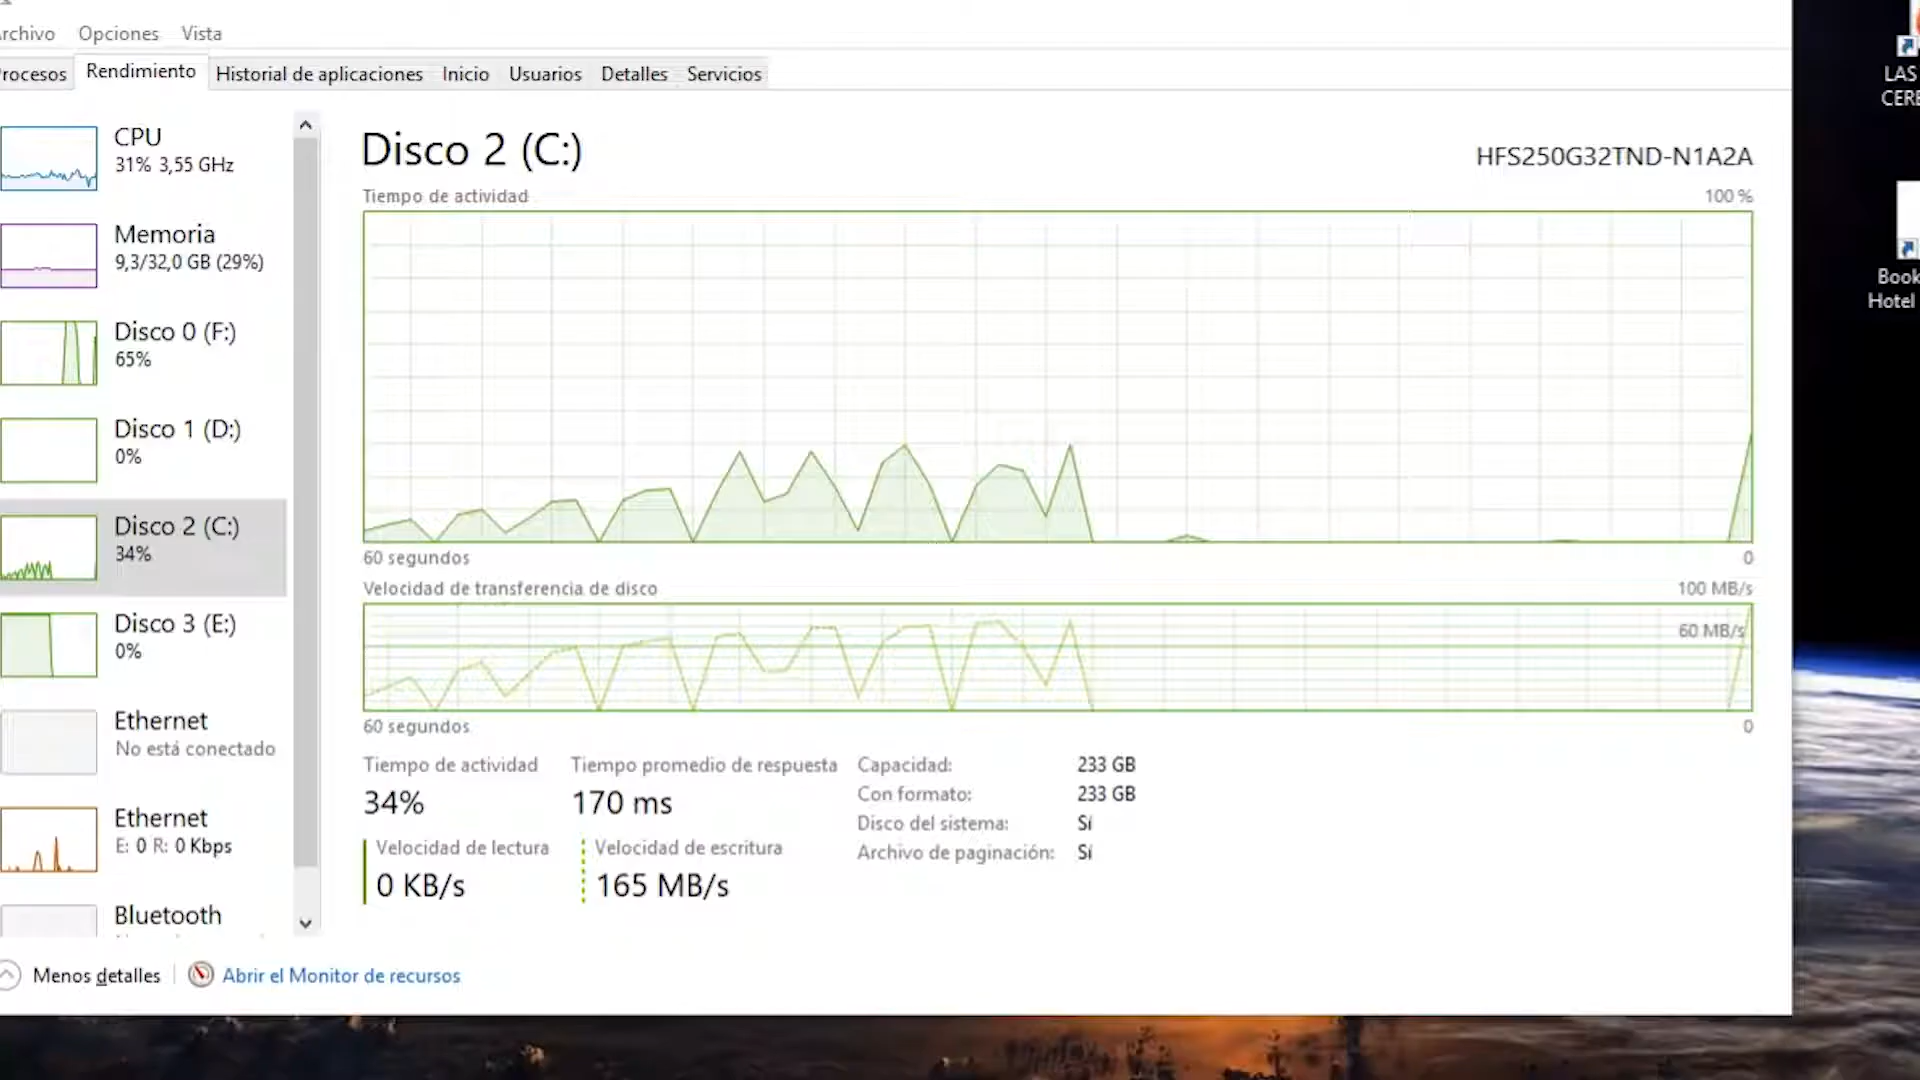 rchivo Opciones Vista
rocesos Rendimiento Historial de aplicaciones Inicio Usuarios Detalles Servicios
CPU
31% 3,55 GHz
Memoria
9,3/32,0 GB (29%)
Disco 0 (F:)
65%
Disco 1 (D:)
0%
Disco 2 (C:)
34%
Disco 3 (E:)
0%
Ethernet
No está conectado
Ethernet
E: 0 R: 0 Kbps
Bluetooth
Disco 2 (C:)
HFS250G32TND-N1A2A
Tiempo de actividad
100 %
60 segundos
0
Velocidad de transferencia de disco
100 MB/s
60 MB/s
60 segundos
0
Tiempo de actividad
34%
Tiempo promedio de respuesta
170 ms
Velocidad de lectura
0 KB/s
Velocidad de escritura
165 MB/s
Capacidad: 233 GB
Con formato: 233 GB
Disco del sistema: Sí
Archivo de paginación: Sí
Menos detalles
Abrir el Monitor de recursos
LAS
CERE
Book
Hotel